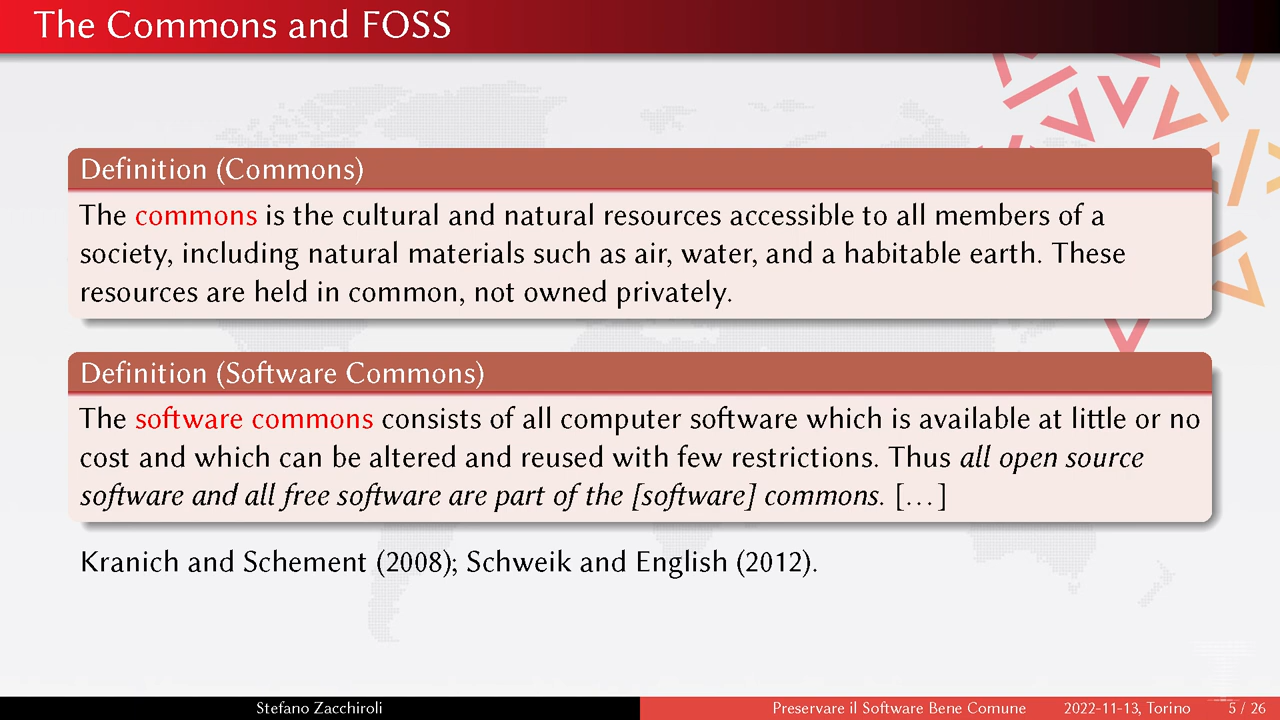 The Commons and FOSS
Definition (Commons)
The commons is the cultural and natural resources accessible to all members of a
society, including natural materials such as air, water, and a habitable earth. These
resources are held in common, not owned privately.
Definition (Software Commons)
The software commons consists of all computer software which is available at little or no
cost and which can be altered and reused with few restrictions. Thus all open source
software and all free software are part of the [software] commons. [...]
Kranich and Schement (2008); Schweik and English (2012).
Stefano Zacchiroli
Preservare il Software Bene Comune
2022-11-13, Torino
5 / 26